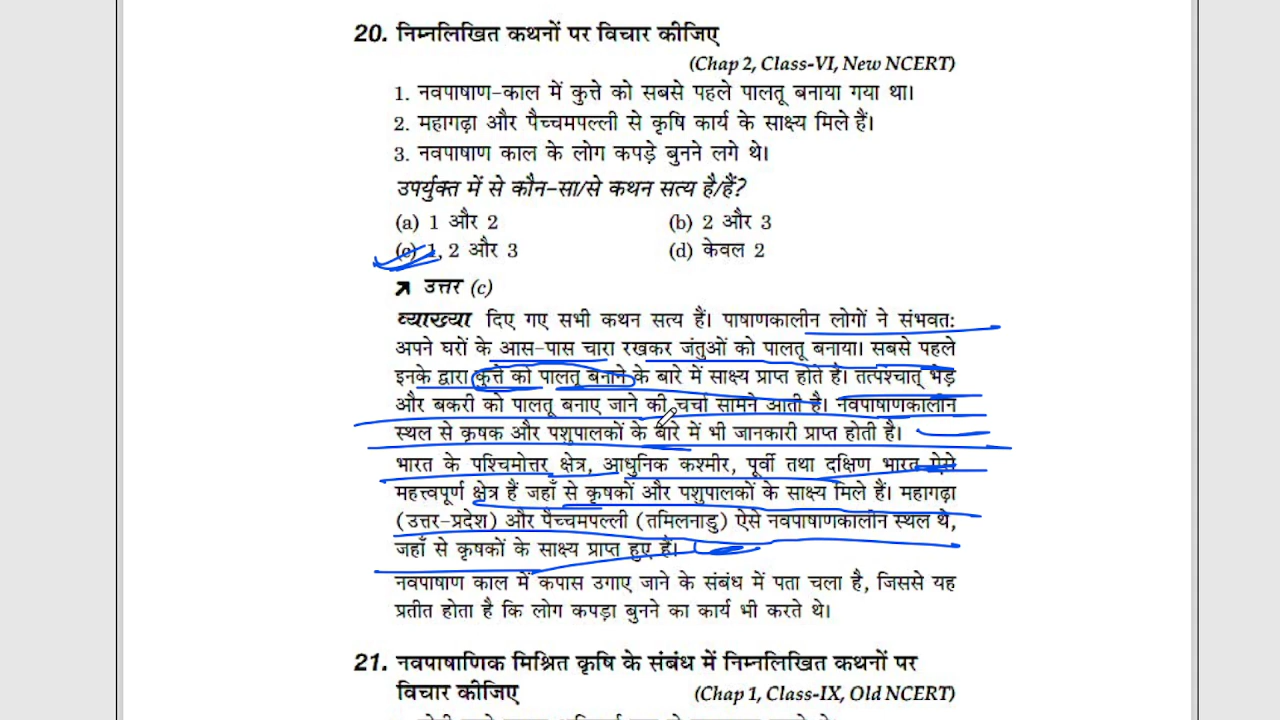 20. निम्नलिखित कथनों पर विचार कीजिए
(Chap 2, Class-VI, New NCERT)
1. नवपाषाण-काल में कुत्ते को सबसे पहले पालतू बनाया गया था।
2. महागढ़ा और पैच्चमपल्ली से कृषि कार्य के साक्ष्य मिले हैं।
3. नवपाषाण काल के लोग कपड़े बुनने लगे थे।
उपर्युक्त में से कौन-सा/से कथन सत्य है/हैं?
(a) 1 और 2 (b) 2 और 3
(c) 1, 2 और 3 (d) केवल 2
उत्तर (c)
व्याख्या दिए गए सभी कथन सत्य हैं। पाषाणकालीन लोगों ने संभवतः
अपने घरों के आस-पास चारा रखकर जंतुओं को पालतू बनाया। सबसे पहले
इनके द्वारा कुत्ते को पालतू बनाने के बारे में साक्ष्य प्राप्त होते हैं। तत्पश्चात् भेड़
और बकरी को पालतू बनाए जाने की चर्चा सामने आती है। नवपाषाणकालीन
स्थल से कृषक और पशुपालकों के बारे में भी जानकारी प्राप्त होती है।
भारत के पश्चिमोत्तर क्षेत्र, आधुनिक कश्मीर, पूर्वी तथा दक्षिण भारत ऐसे
महत्त्वपूर्ण क्षेत्र हैं जहाँ से कृषकों और पशुपालकों के साक्ष्य मिले हैं। महागढ़ा
(उत्तर-प्रदेश) और पैच्चमपल्ली (तमिलनाडु) ऐसे नवपाषाणकालीन स्थल थे,
जहाँ से कृषकों के साक्ष्य प्राप्त हुए हैं।
नवपाषाण काल में कपास उगाए जाने के संबंध में पता चला है, जिससे यह
प्रतीत होता है कि लोग कपड़ा बुनने का कार्य भी करते थे।
21. नवपाषाणिक मिश्रित कृषि के संबंध में निम्नलिखित कथनों पर
विचार कीजिए (Chap 1, Class-IX, Old NCERT)